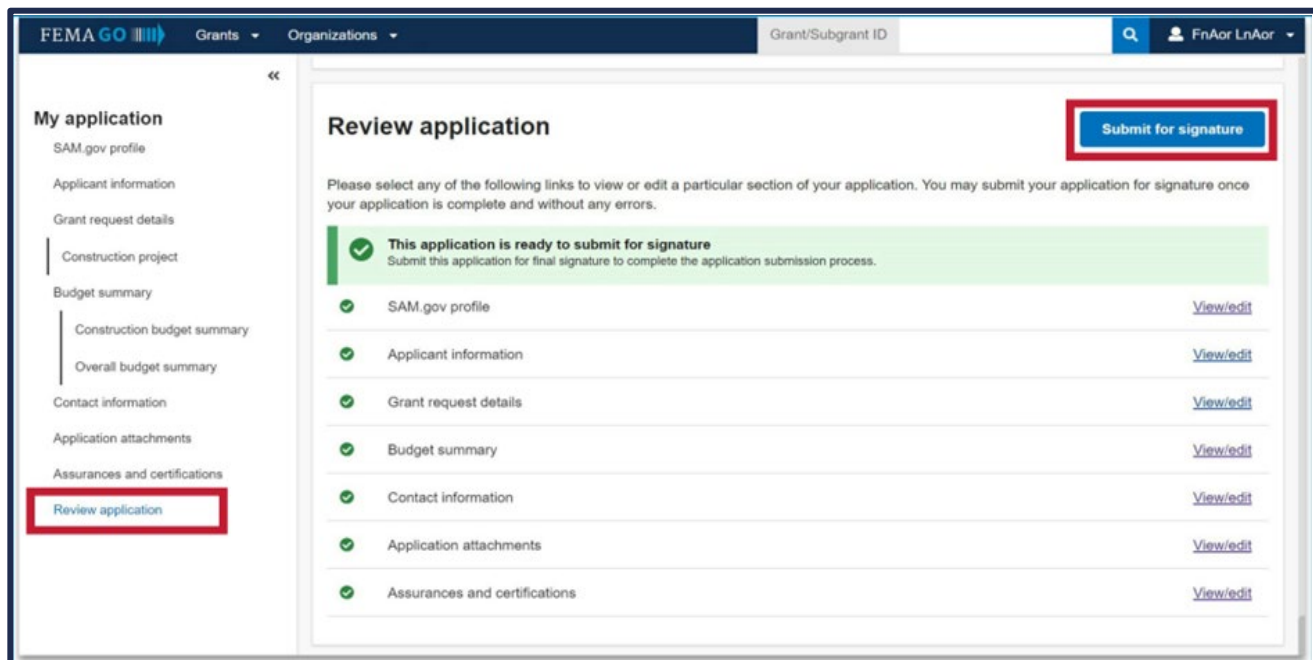 FEMA GO Grants Organizations Grant/Subgrant ID FnAor LnAor
«
My application
SAM.gov profile
Applicant information
Grant request details
Construction project
Budget summary
Construction budget summary
Overall budget summary
Contact information
Application attachments
Assurances and certifications
Review application
Review application
Submit for signature
Please select any of the following links to view or edit a particular section of your application. You may submit your application for signature once
your application is complete and without any errors.
This application is ready to submit for signature
Submit this application for final signature to complete the application submission process.
SAM.gov profile View/edit
Applicant information View/edit
Grant request details View/edit
Budget summary View/edit
Contact information View/edit
Application attachments View/edit
Assurances and certifications View/edit